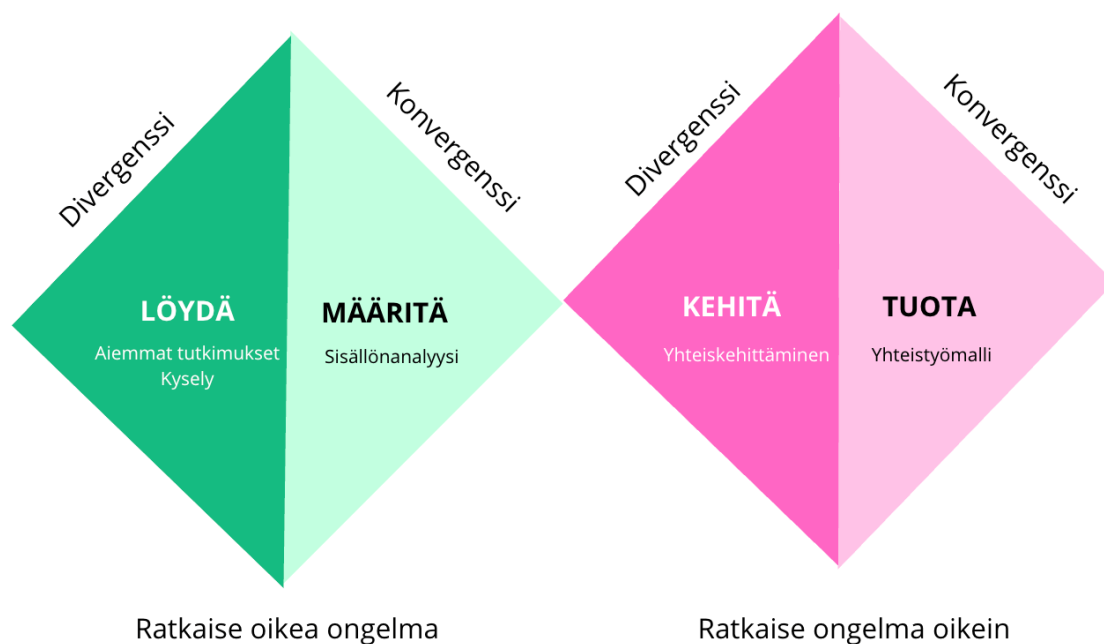 Divergenssi
Konvergenssi
LÖYDÄ
Aiemmat tutkimukset
Kysely
MÄÄRITÄ
Sisällönanalyysi
Ratkaise oikea ongelma
Divergenssi
Konvergenssi
KEHITÄ
Yhteiskehittäminen
TUOTA
Yhteistyömalli
Ratkaise ongelma oikein